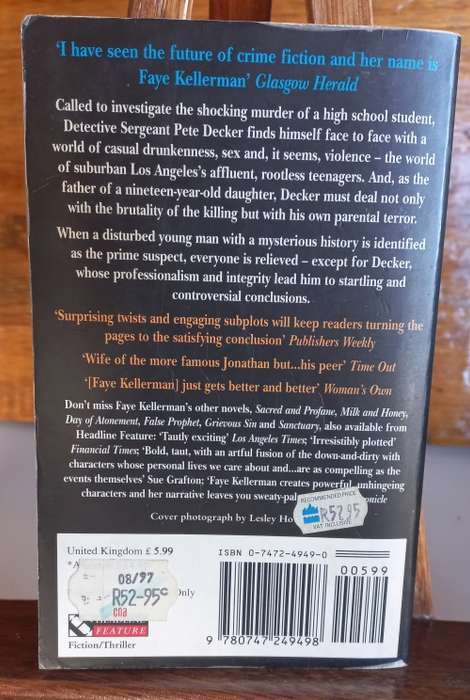 'I have seen the future of crime fiction and her name is
Faye Kellerman' Glasgow Herald
Called to investigate the shocking murder of a high school student,
Detective Sergeant Pete Decker finds himself face to face with a
world of casual drunkenness, sex and, it seems, violence – the world
of suburban Los Angeles's affluent, rootless teenagers. And, as the
father of a nineteen-year-old daughter, Decker must deal not only
with the brutality of the killing but with his own parental terror.
When a disturbed young man with a mysterious history is identified
as the prime suspect, everyone is relieved – except for Decker,
whose professionalism and integrity lead him to startling and
controversial conclusions.
'Surprising twists and engaging subplots will keep readers turning the
pages to the satisfying conclusion' Publishers Weekly
'Wife of the more famous Jonathan but...his peer' Time Out
'[Faye Kellerman] just gets better and better' Woman's Own
Don't miss Faye Kellerman's other novels, Sacred and Profane, Milk and Honey,
Day of Atonement, False Prophet, Grievous Sin and Sanctuary, also available from
Headline Feature: 'Tautly exciting' Los Angeles Times; 'Irresistibly plotted'
Financial Times; 'Bold, taut, with an artful fusion of the down-and-dirty with
characters whose personal lives we care about and...are as compelling as the
events themselves' Sue Grafton; 'Faye Kellerman creates powerful, unhingeing
characters and her narrative leaves you sweaty-pal
Cover photograph by Lesley Ho
RECOMMENDED PRICE
R52.95
VAT INCLUSIVE
United Kingdom £ 5.99
ISBN 0-7472-4949-0
00599
08/97
R52-95c
cna
Only
FEATURE
Fiction/Thriller
9 780747 249498